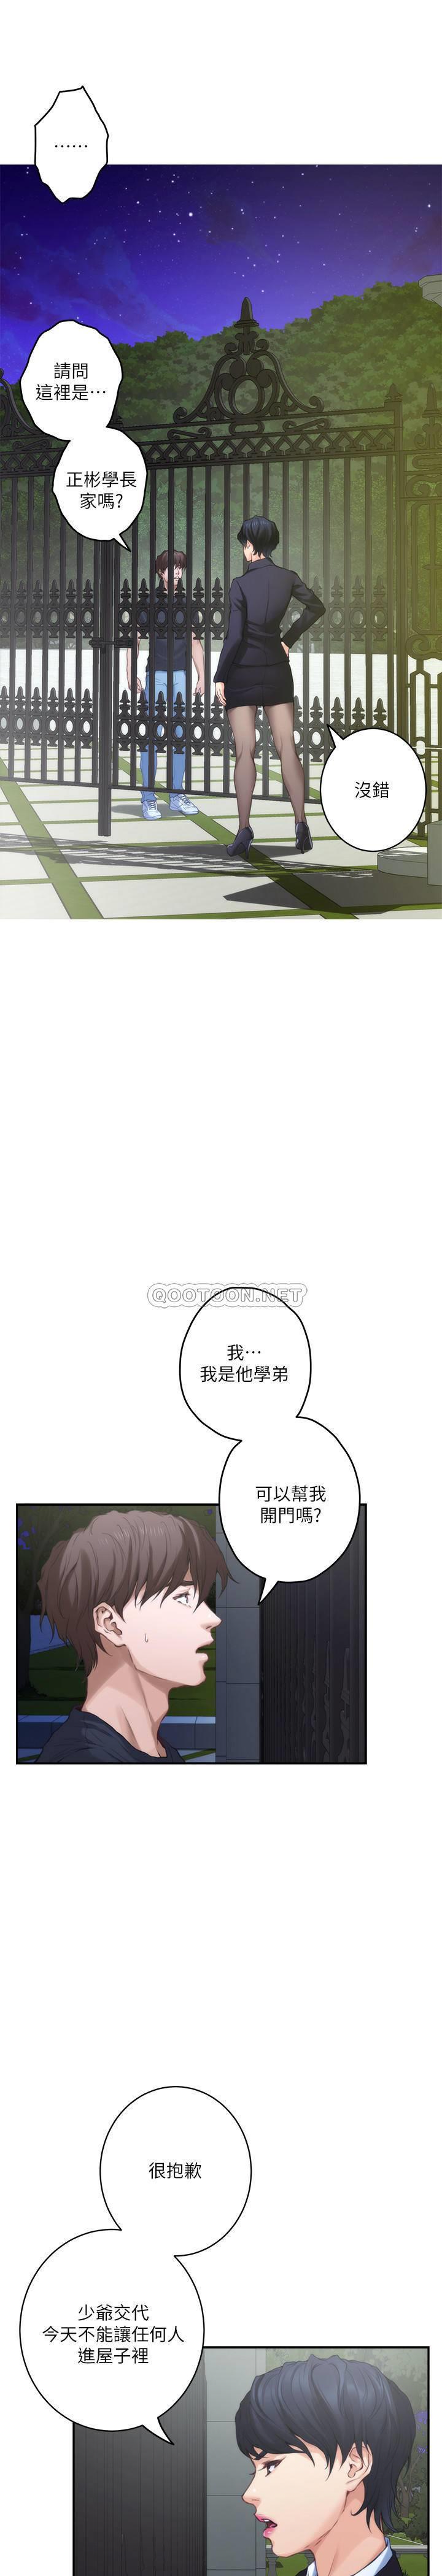 ……
請問
這裡是…
正彬學長
家嗎?
沒錯
QOOTOON.NET
我…
我是他學弟
可以幫我
開門嗎?
很抱歉
少爺交代
今天不能讓任何人
進屋子裡